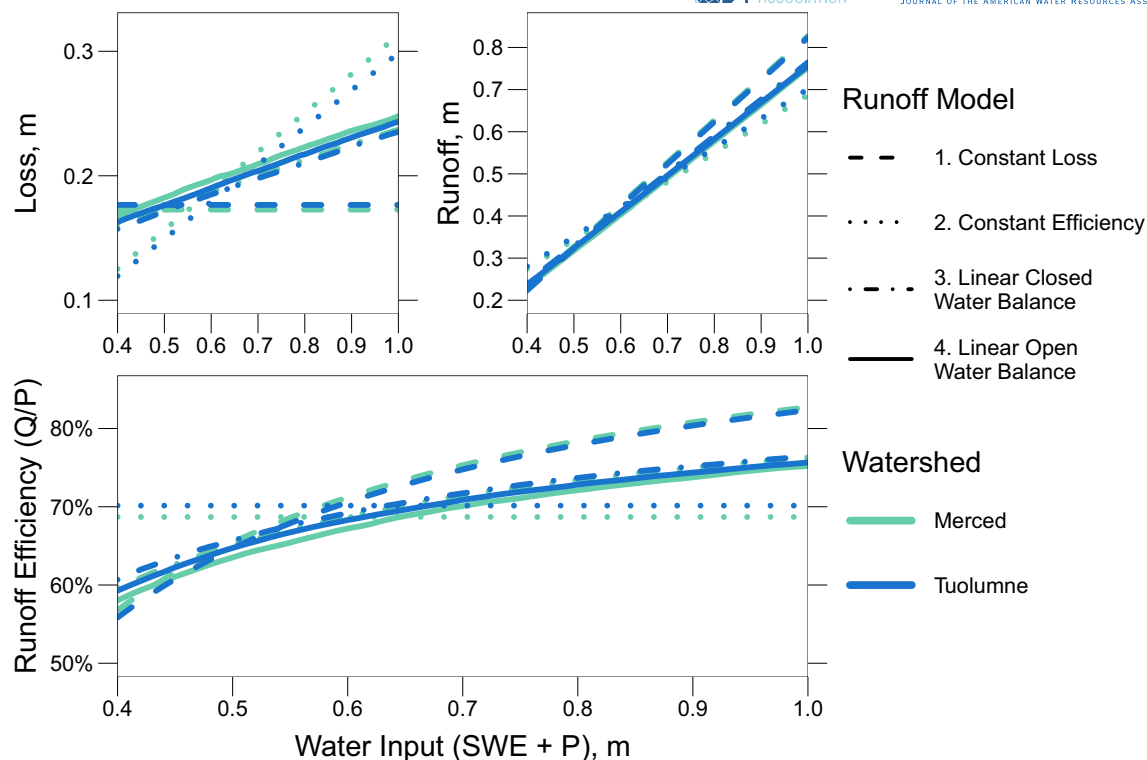 ASSOCIATION
JOURNAL OF THE AMERICAN WATER RESOURCES ASS
Loss, m
0.3
0.2
0.1
0.4 0.5 0.6 0.7 0.8 0.9 1.0
Runoff, m
0.8
0.7
0.6
0.5
0.4
0.3
0.2
0.4 0.5 0.6 0.7 0.8 0.9 1.0
Runoff Efficiency (Q/P)
80%
70%
60%
50%
0.4 0.5 0.6 0.7 0.8 0.9 1.0
Water Input (SWE + P), m
Runoff Model
1. Constant Loss
2. Constant Efficiency
3. Linear Closed
Water Balance
4. Linear Open
Water Balance
Watershed
Merced
Tuolumne